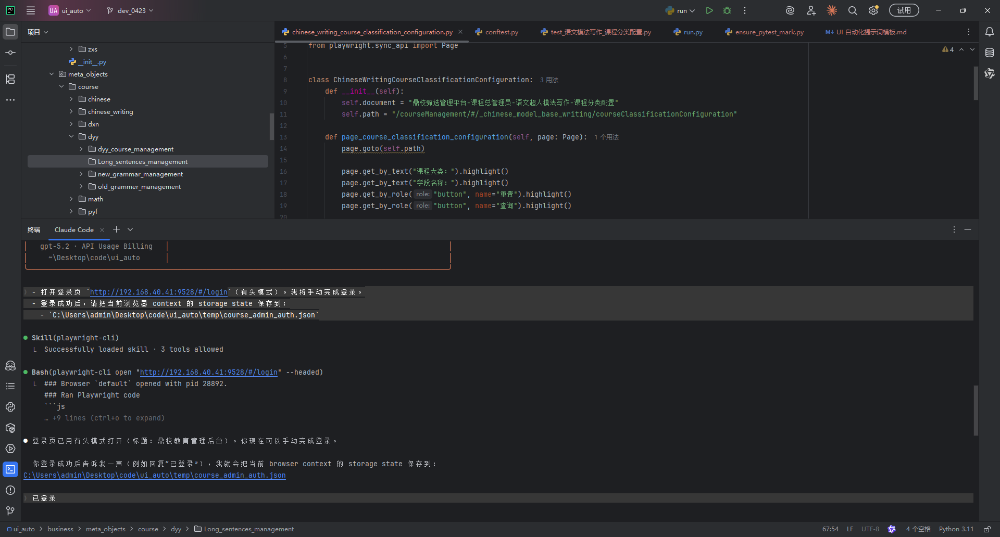 PC
UA ui_auto
dev_0423
run
试用
项目
chinese_writing_course_classification_configuration.py
conftest.py
test_语文模法写作_课程分类配置.py
run.py
ensure_pytest_mark.py
M↓ UI 自动化提示词模板.md
zxs
__init__.py
meta_objects
course
chinese
chinese_writing
dxn
dyy
dyy_course_management
Long_sentences_management
new_grammar_management
old_grammer_management
math
pyf
4
5 from playwright.sync_api import Page
6
7
8 class ChineseWritingCourseClassificationConfiguration: 3 用法
9 def __init__(self):
10 self.document = "鼎校甄选管理平台-课程总管理员-语文超人模法写作-课程分类配置"
11 self.path = "/courseManagement/#/_chinese_model_base_writing/courseClassificationConfiguration"
12
13 def page_course_classification_configuration(self, page: Page): 1 个用法
14 page.goto(self.path)
15
16 page.get_by_text("课程大类：").highlight()
17 page.get_by_text("学段名称：").highlight()
18 page.get_by_role( role: "button", name="重置").highlight()
19 page.get_by_role( role: "button", name="查询").highlight()
20
终端
Claude Code
gpt-5.2 · API Usage Billing
~\Desktop\code\ui_auto
❯ - 打开登录页 `http://192.168.40.41:9528/#/login`（有头模式）。我将手动完成登录。
- 登录成功后，请把当前浏览器 context 的 storage state 保存到：
- `C:\Users\admin\Desktop\code\ui_auto\temp\course_admin_auth.json`
● Skill(playwright-cli)
L Successfully loaded skill · 3 tools allowed
● Bash(playwright-cli open "http://192.168.40.41:9528/#/login" --headed)
L ### Browser `default` opened with pid 28892.
### Ran Playwright code
```js
… +9 lines (ctrl+o to expand)
● 登录页已用有头模式打开（标题：鼎校教育管理后台）。你现在可以手动完成登录。
你登录成功后告诉我一声（例如回复“已登录”），我就会把当前 browser context 的 storage state 保存到：
C:\Users\admin\Desktop\code\ui_auto\temp\course_admin_auth.json
❯ 已登录
ui_auto > business > meta_objects > course > dyy > Long_sentences_management
67:54 LF UTF-8 4 个空格 Python 3.11